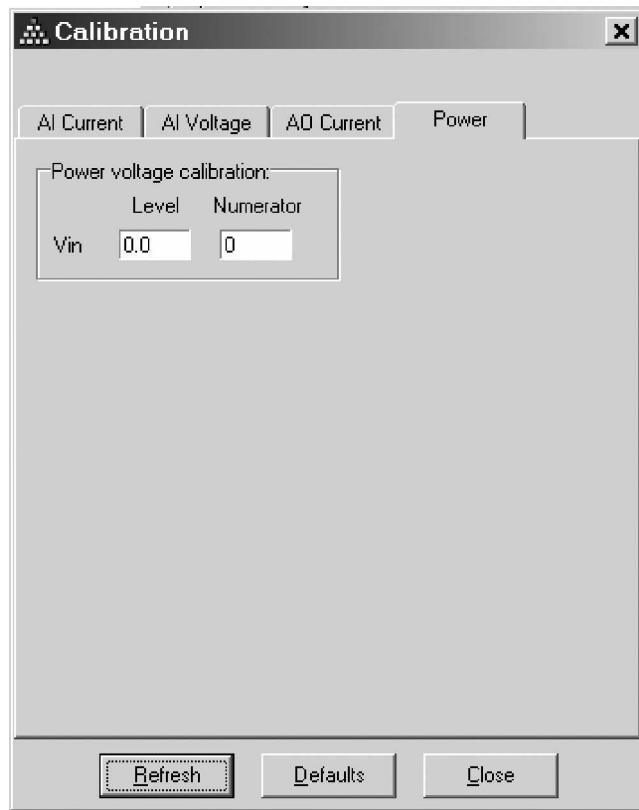 Calibration
AI Current AI Voltage AO Current Power
Power voltage calibration:
Level Numerator
Vin 0.0 0
Refresh Defaults Close